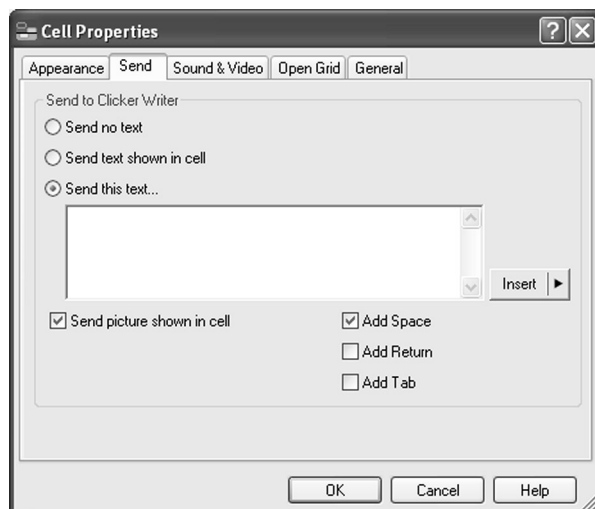 Cell Properties
Appearance Send Sound & Video Open Grid General
Send to Clicker Writer
Send no text
Send text shown in cell
Send this text...
Insert
Send picture shown in cell Add Space
Add Return
Add Tab
OK Cancel Help